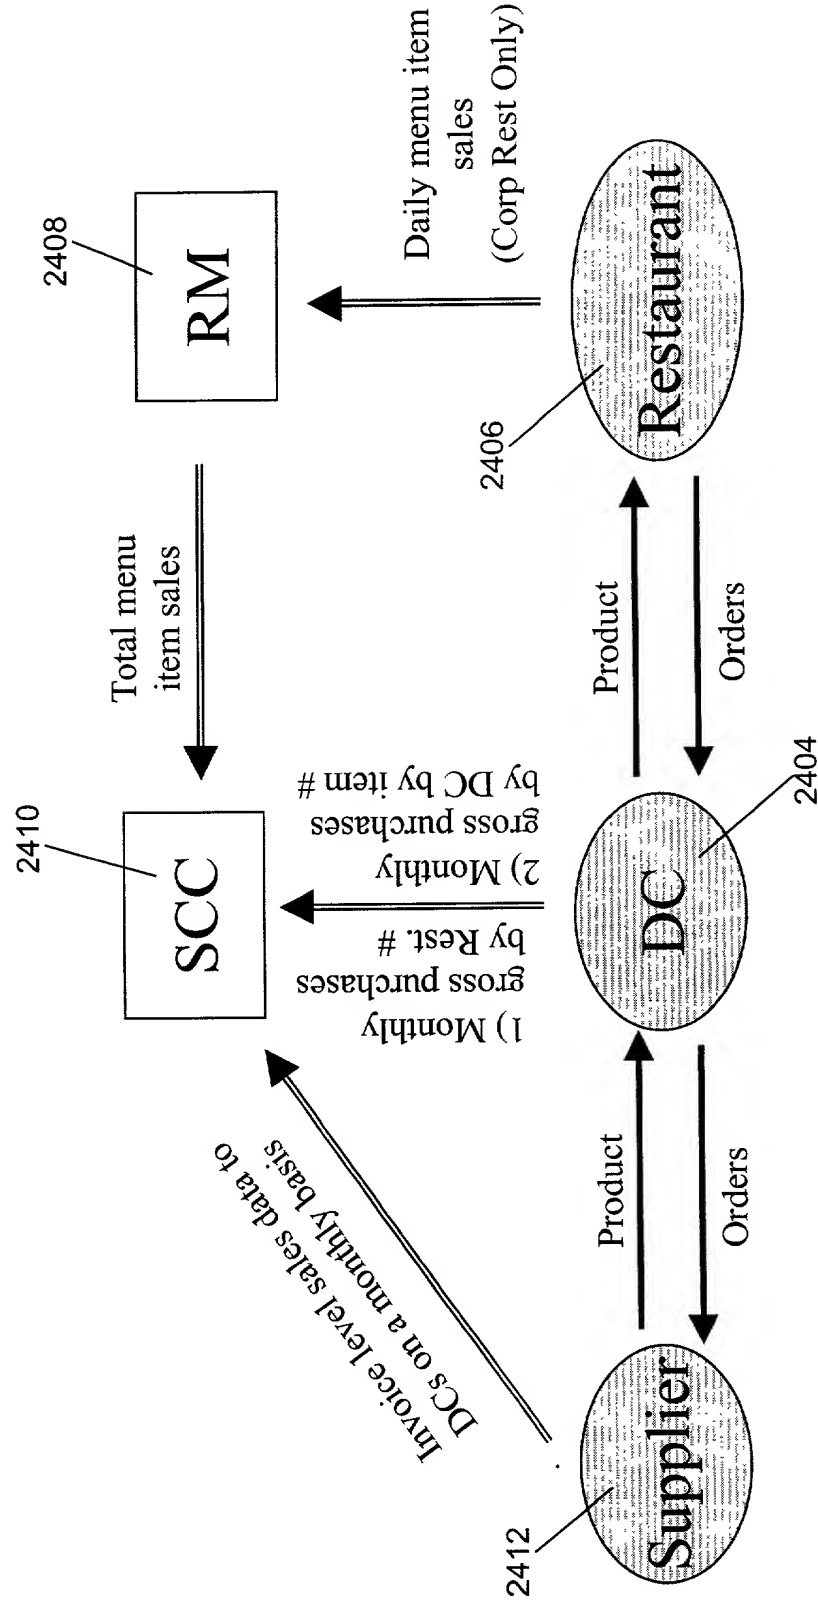 2410
SCC
Total menu
item sales
2408
RM
Invoice level sales data to
DCs on a monthly basis
1) Monthly
gross purchases
by Rest. #
2) Monthly
gross purchases
by DC by item #
Daily menu item
sales
(Corp Rest Only)
2412
Supplier
Product
Orders
DC
2404
Product
Orders
2406
Restaurant